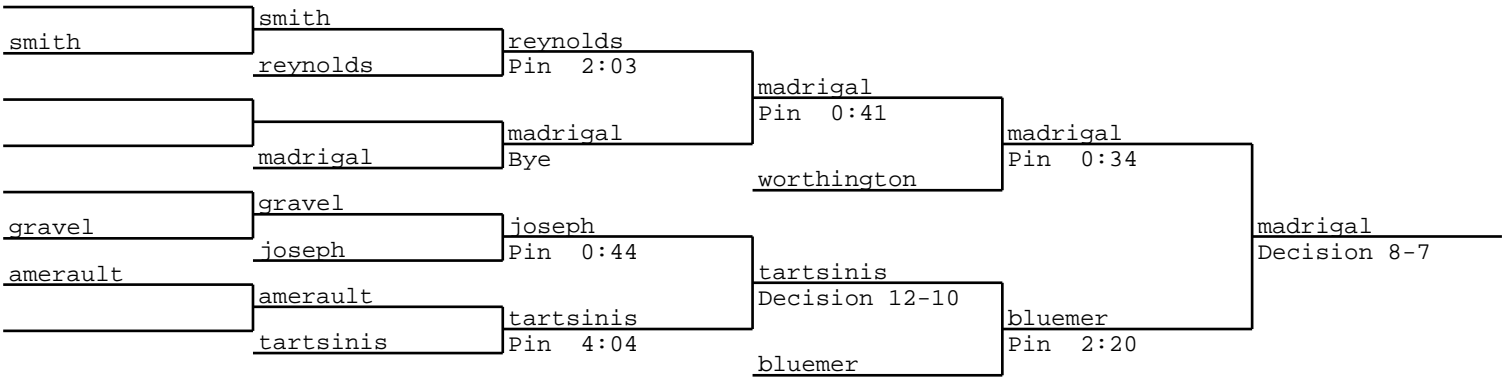 smith
smith
reynolds
reynolds
Pin 2:03
madrigal
Pin 0:41
madrigal
madrigal
Bye
madrigal
Pin 0:34
worthington
gravel
gravel
joseph
joseph
Pin 0:44
madrigal
Decision 8-7
amerault
amerault
tartsinis
Decision 12-10
tartsinis
tartsinis
Pin 4:04
bluemer
Pin 2:20
bluemer